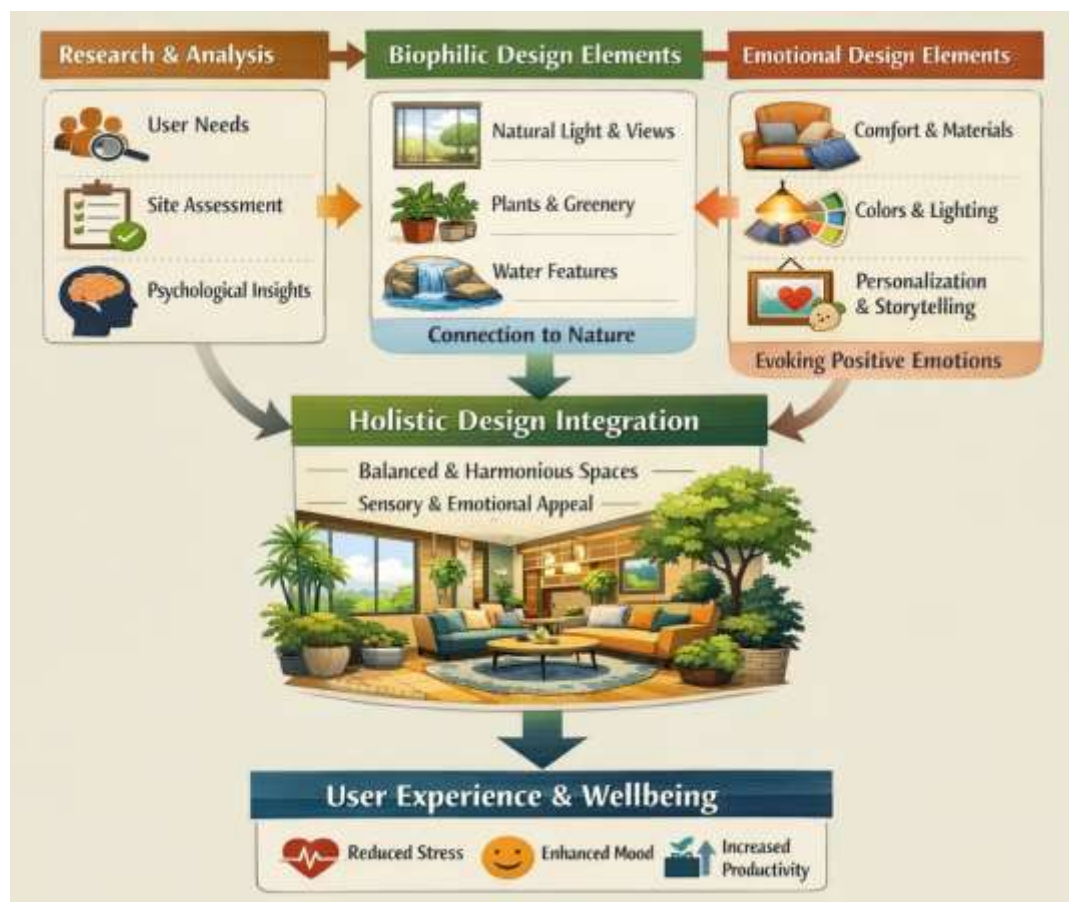 Research & Analysis
Biophilic Design Elements
Emotional Design Elements
User Needs
Site Assessment
Psychological Insights
Natural Light & Views
Plants & Greenery
Water Features
Connection to Nature
Comfort & Materials
Colors & Lighting
Personalization
& Storytelling
Evoking Positive Emotions
Holistic Design Integration
Balanced & Harmonious Spaces
Sensory & Emotional Appeal
User Experience & Wellbeing
Reduced Stress
Enhanced Mood
Increased
Productivity